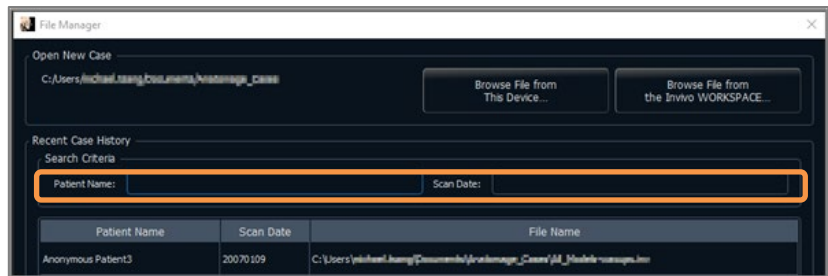 File Manager
Open New Case
C:/Users/
Browse File from
This Device...
Browse File from
the Invivo WORKSPACE...
Recent Case History
Search Criteria
Patient Name:
Scan Date:
Patient Name Scan Date File Name
Anonymous Patient3 20070109 C:\Users\